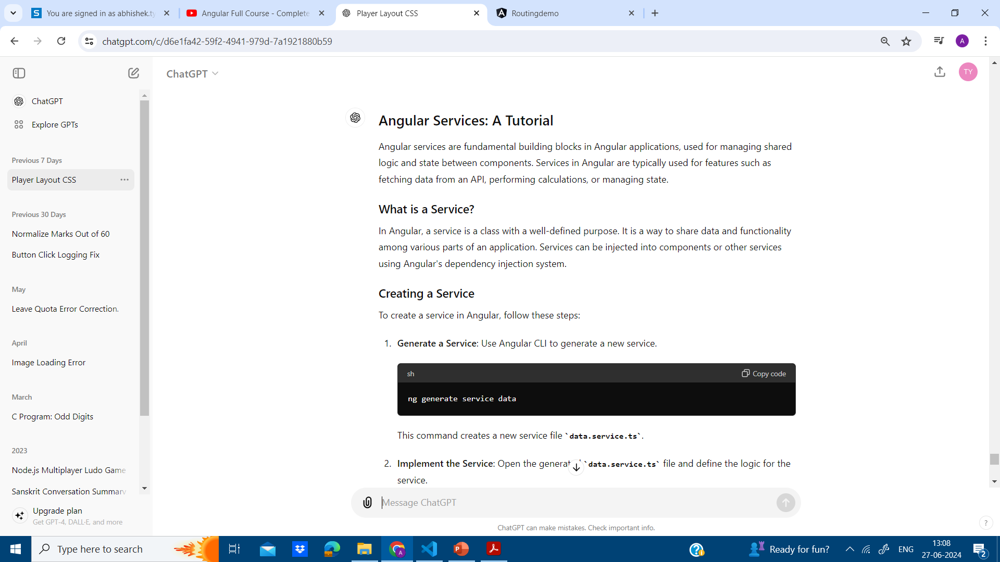 You are signed in as abhishek.ty
Angular Full Course - Complete
Player Layout CSS
Routingdemo
chatgpt.com/c/d6e1fa42-59f2-4941-979d-7a1921880b59
A
ChatGPT
TY
ChatGPT
Explore GPTs
Previous 7 Days
Player Layout CSS
Previous 30 Days
Normalize Marks Out of 60
Button Click Logging Fix
May
Leave Quota Error Correction.
April
Image Loading Error
March
C Program: Odd Digits
2023
Node.js Multiplayer Ludo Game
Sanskrit Conversation Summary
Upgrade plan
Get GPT-4, DALL·E, and more
Angular Services: A Tutorial
Angular services are fundamental building blocks in Angular applications, used for managing shared
logic and state between components. Services in Angular are typically used for features such as
fetching data from an API, performing calculations, or managing state.
What is a Service?
In Angular, a service is a class with a well-defined purpose. It is a way to share data and functionality
among various parts of an application. Services can be injected into components or other services
using Angular's dependency injection system.
Creating a Service
To create a service in Angular, follow these steps:
1. Generate a Service: Use Angular CLI to generate a new service.
sh
Copy code
ng generate service data
This command creates a new service file `data.service.ts`.
2. Implement the Service: Open the generat `data.service.ts` file and define the logic for the
service.
Message ChatGPT
ChatGPT can make mistakes. Check important info.
?
Type here to search
Ready for fun?
ENG
13:08
27-06-2024
2